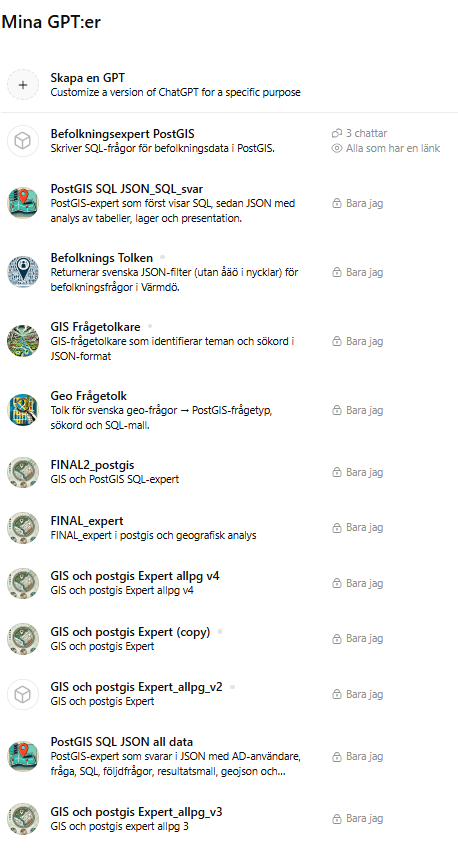 Mina GPT:er
Skapa en GPT
Customize a version of ChatGPT for a specific purpose
Befolkningsexpert PostGIS
3 chattar
Skriver SQL-frågor för befolkningsdata i PostGIS.
Alla som har en länk
PostGIS SQL JSON_SQL_svar
PostGIS-expert som först visar SQL, sedan JSON med
analys av tabeller, lager och presentation.
Bara jag
Befolknings Tolken
Returnerar svenska JSON-filter (utan åäö i nycklar) för
befolkningsfrågor i Värmdö.
Bara jag
GIS Frågetolkare
GIS-frågetolkare som identifierar teman och sökord i
JSON-format
Bara jag
Geo Frågetolk
Tolk för svenska geo-frågor → PostGIS-frågetyp,
sökord och SQL-mall.
Bara jag
FINAL2_postgis
GIS och PostGIS SQL-expert
Bara jag
FINAL_expert
FINAL_expert i postgis och geografisk analys
Bara jag
GIS och postgis Expert allpg v4
GIS och postgis Expert allpg v4
Bara jag
GIS och postgis Expert (copy)
GIS och postgis Expert
Bara jag
GIS och postgis Expert_allpg_v2
GIS och postgis Expert
Bara jag
PostGIS SQL JSON all data
PostGIS-expert som svarar i JSON med AD-användare,
fråga, SQL, följdfrågor, resultatsmall, geojson och...
Bara jag
GIS och postgis Expert_allpg_v3
GIS och postgis expert allpg 3
Bara jag